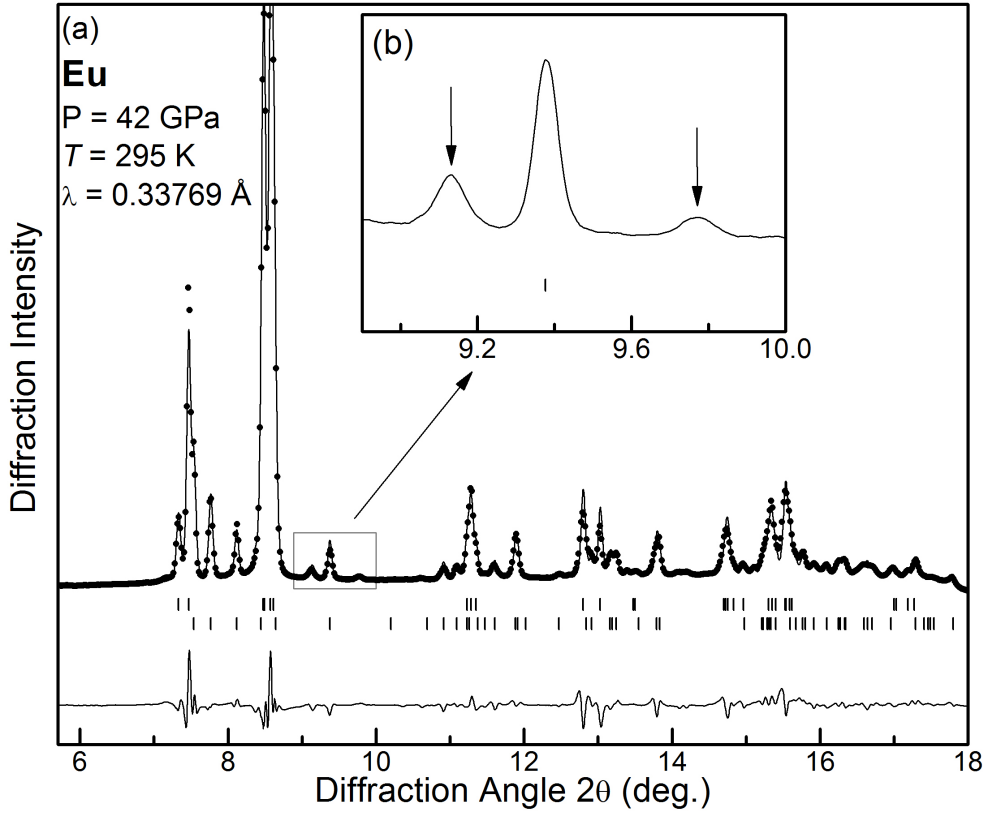 (a)
Eu
P = 42 GPa
T = 295 K
λ = 0.33769 Å
(b)
9.2 9.6 10.0
Diffraction Intensity
6 8 10 12 14 16 18
Diffraction Angle 2θ (deg.)